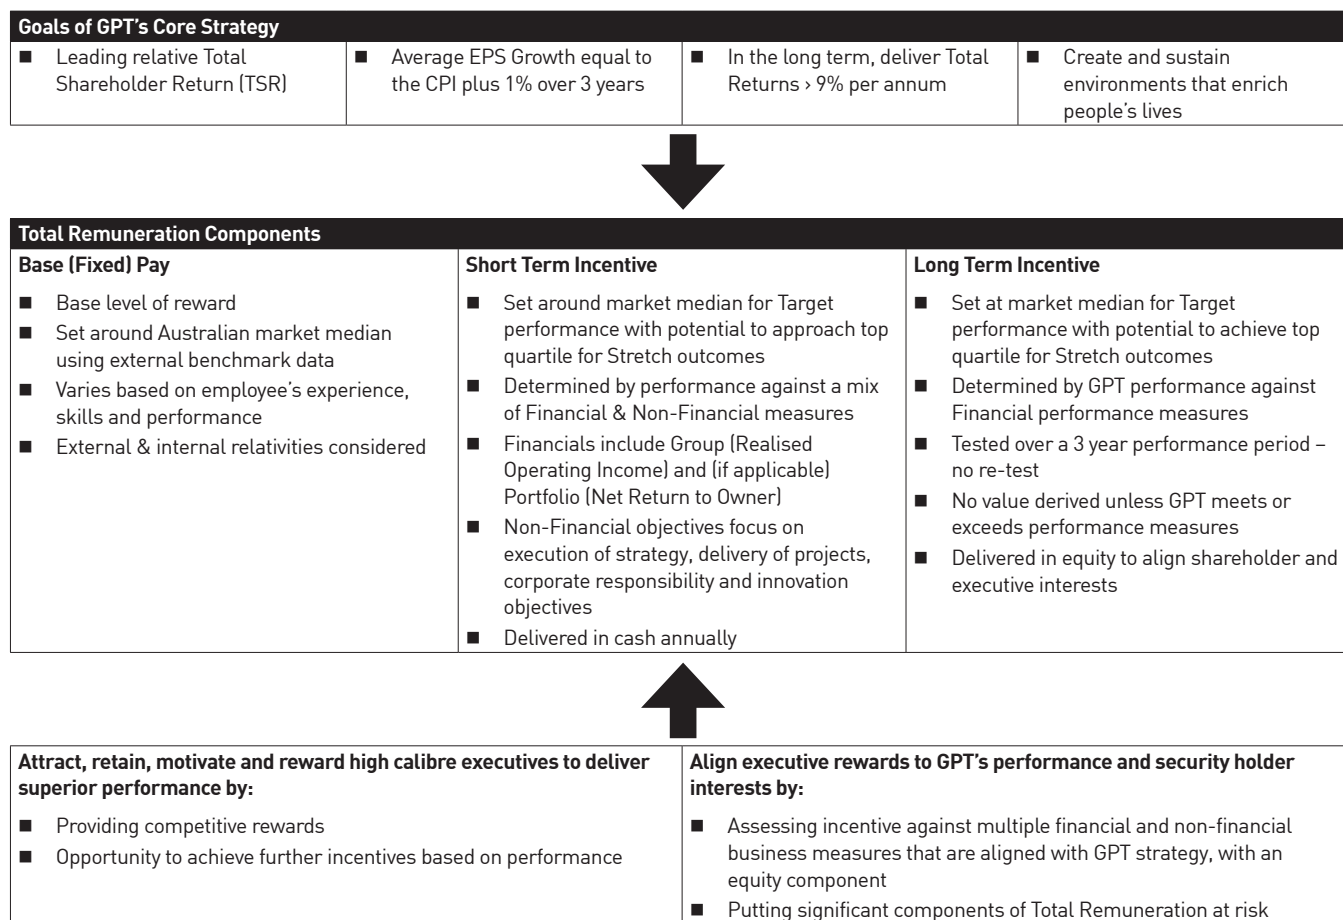 Goals of GPT's Core Strategy
■ Leading relative Total
Shareholder Return (TSR)
■ Average EPS Growth equal to
the CPI plus 1% over 3 years
■ In the long term, deliver Total
Returns › 9% per annum
■ Create and sustain
environments that enrich
people's lives
Total Remuneration Components
Base (Fixed) Pay
■ Base level of reward
■ Set around Australian market median
using external benchmark data
■ Varies based on employee's experience,
skills and performance
■ External & internal relativities considered
Short Term Incentive
■ Set around market median for Target
performance with potential to approach top
quartile for Stretch outcomes
■ Determined by performance against a mix
of Financial & Non-Financial measures
■ Financials include Group (Realised
Operating Income) and (if applicable)
Portfolio (Net Return to Owner)
■ Non-Financial objectives focus on
execution of strategy, delivery of projects,
corporate responsibility and innovation
objectives
■ Delivered in cash annually
Long Term Incentive
■ Set at market median for Target
performance with potential to achieve top
quartile for Stretch outcomes
■ Determined by GPT performance against
Financial performance measures
■ Tested over a 3 year performance period –
no re-test
■ No value derived unless GPT meets or
exceeds performance measures
■ Delivered in equity to align shareholder and
executive interests
Attract, retain, motivate and reward high calibre executives to deliver
superior performance by:
■ Providing competitive rewards
■ Opportunity to achieve further incentives based on performance
Align executive rewards to GPT's performance and security holder
interests by:
■ Assessing incentive against multiple financial and non-financial
business measures that are aligned with GPT strategy, with an
equity component
■ Putting significant components of Total Remuneration at risk